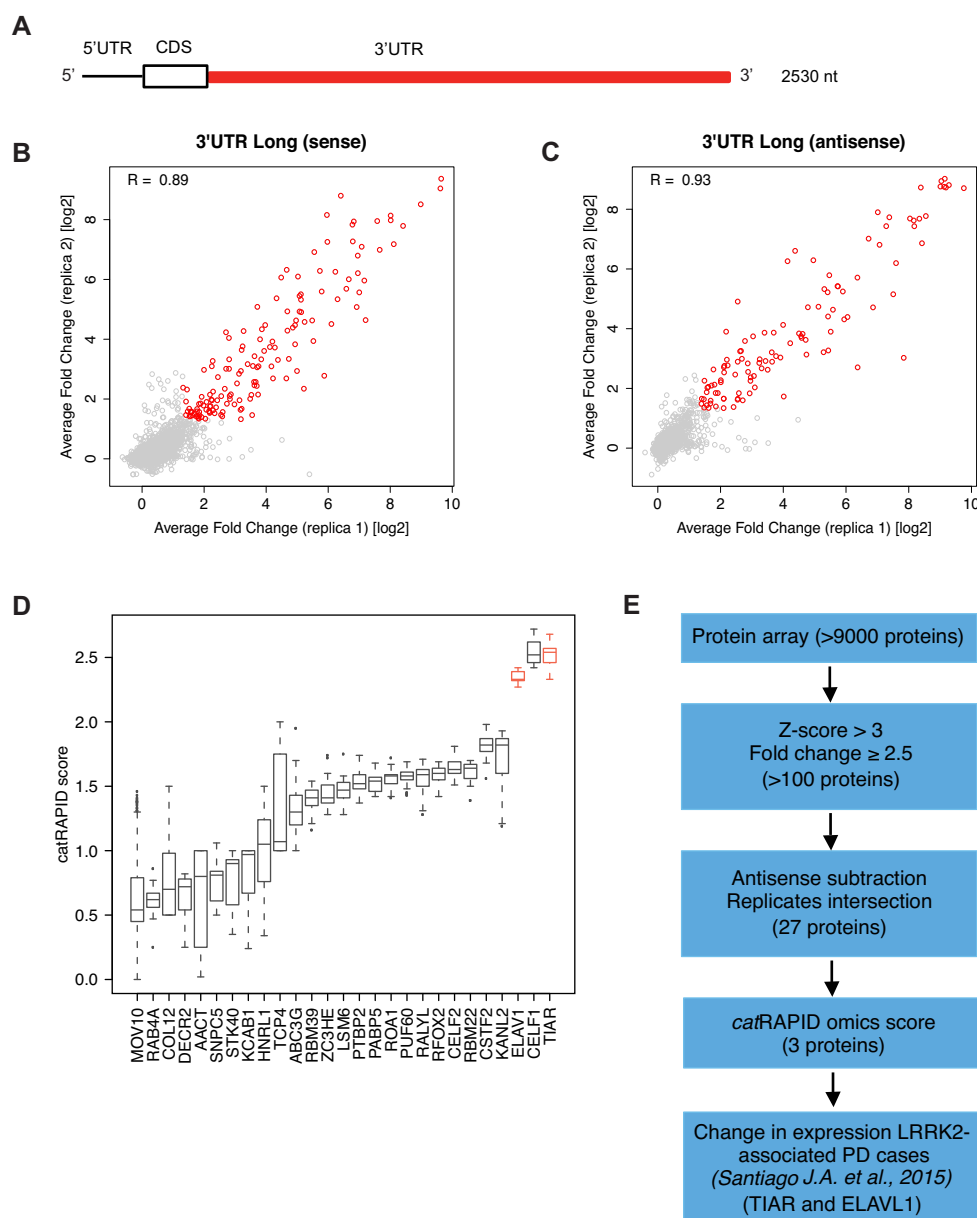 A
5'UTR
CDS
3'UTR
5’
3’
2530 nt
B
3'UTR Long (sense)
R = 0.89
Average Fold Change (replica 2) [log2]
8
6
4
2
0
0 2 4 6 8 10
Average Fold Change (replica 1) [log2]
C
3'UTR Long (antisense)
R = 0.93
Average Fold Change (replica 2) [log2]
8
6
4
2
0
0 2 4 6 8 10
Average Fold Change (replica 1) [log2]
D
catRAPID score
2.5
2.0
1.5
1.0
0.5
0.0
MOV10
RAB4A
COL12
DECR2
AACT
SNPC5
STK40
KCAB1
HNRL1
TCP4
ABC3G
RBM39
ZC3HE
LSM6
PTBP2
PABP5
ROA1
PUF60
RALYL
RFOX2
CELF2
RBM22
CSTF2
KANL2
ELAV1
CELF1
TIAR
E
Protein array (>9000 proteins)
Z-score > 3
Fold change ≥ 2.5
(>100 proteins)
Antisense subtraction
Replicates intersection
(27 proteins)
catRAPID omics score
(3 proteins)
Change in expression LRRK2-
associated PD cases
(Santiago J.A. et al., 2015)
(TIAR and ELAVL1)